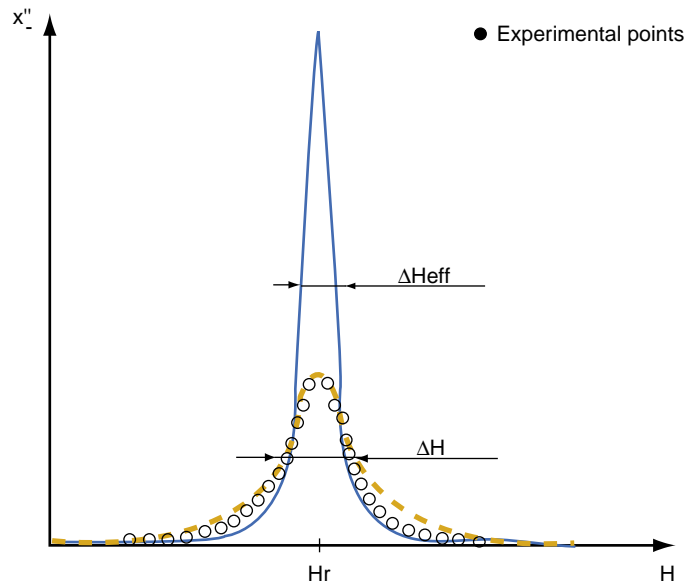 x"-
Experimental points
ΔHeff
ΔH
Hr
H